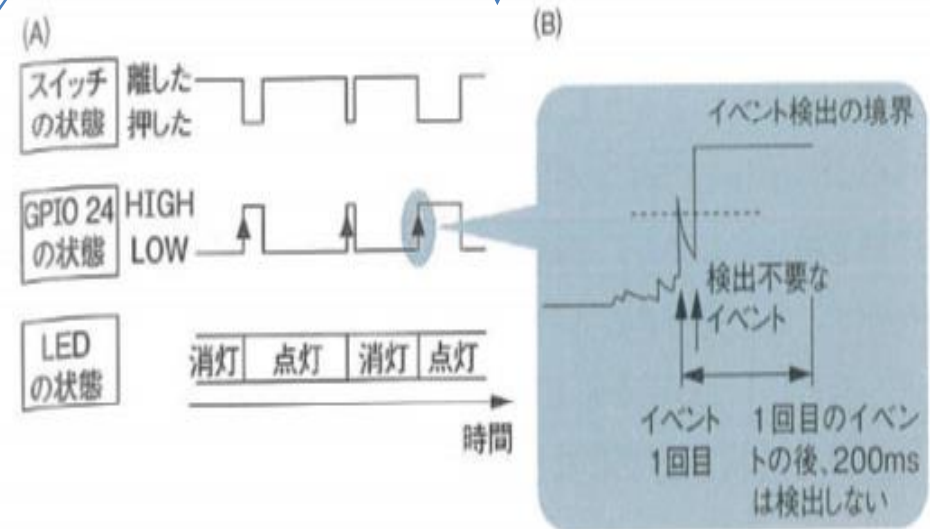 (A)
スイッチ
の状態
離した
押した
GPIO 24
の状態
HIGH
LOW
LED
の状態
消灯 点灯 消灯 点灯
時間
(B)
イベント検出の境界
検出不要な
イベント
イベント
1回目
1回目のイベン
トの後、200ms
は検出しない